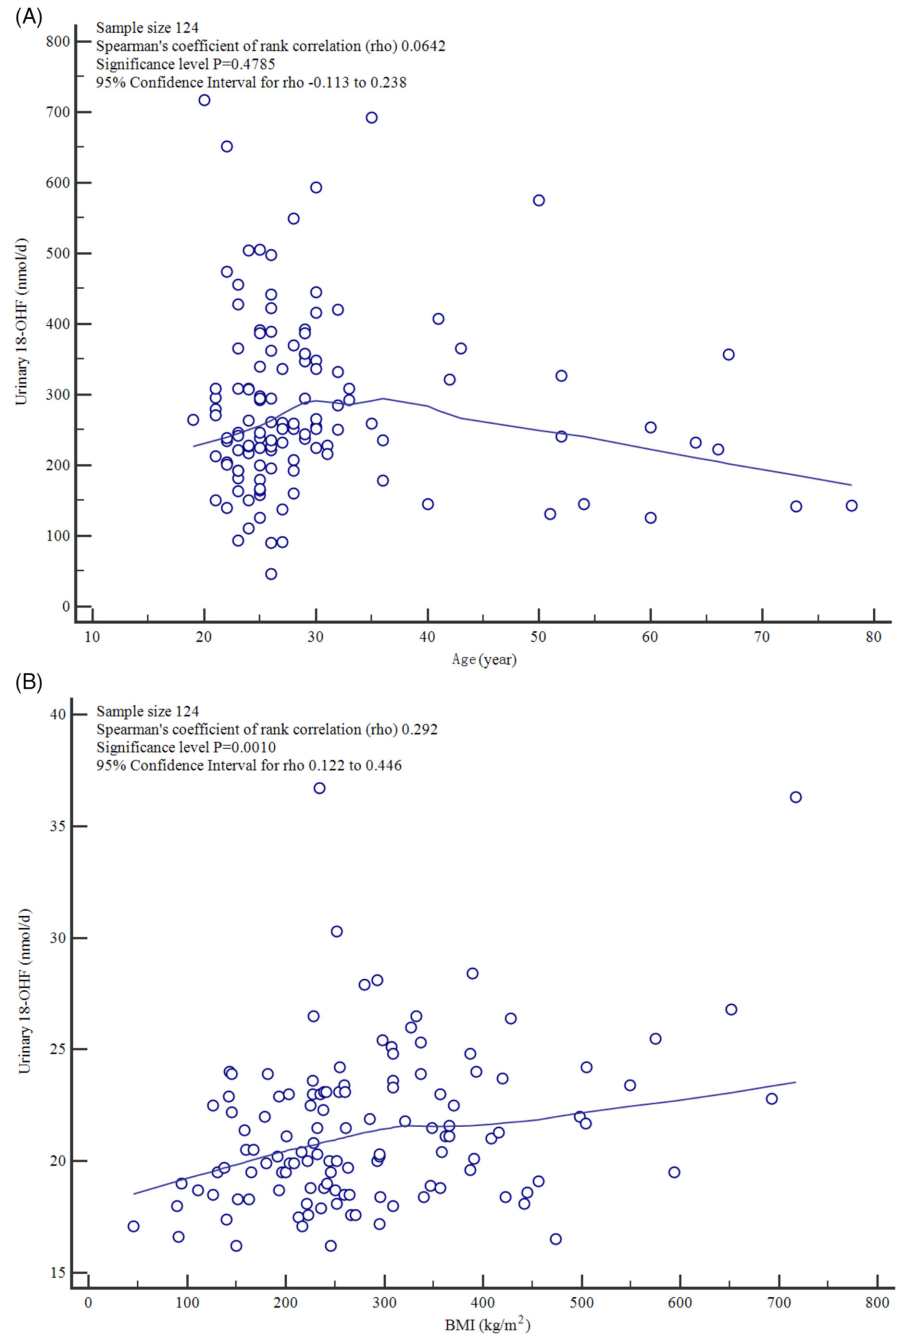 (A)
Sample size 124
Spearman's coefficient of rank correlation (rho) 0.0642
Significance level P=0.4785
95% Confidence Interval for rho -0.113 to 0.238
800
700
600
500
400
300
200
100
0
Urinary 18-OHF (nmol/d)
10 20 30 40 50 60 70 80
Age (year)
(B)
Sample size 124
Spearman's coefficient of rank correlation (rho) 0.292
Significance level P=0.0010
95% Confidence Interval for rho 0.122 to 0.446
40
35
30
25
20
15
Urinary 18-OHF (nmol/d)
0 100 200 300 400 500 600 700 800
BMI (kg/m²)